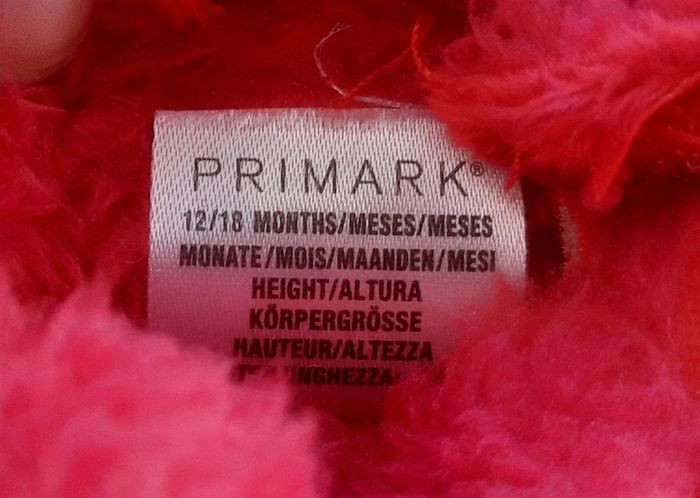 PRIMARK®
12/18 MONTHS/MESES/MESES
MONATE/MOIS/MAANDEN/MESI
HEIGHT/ALTURA
KÖRPERGRÖSSE
HAUTEUR/ALTEZZA